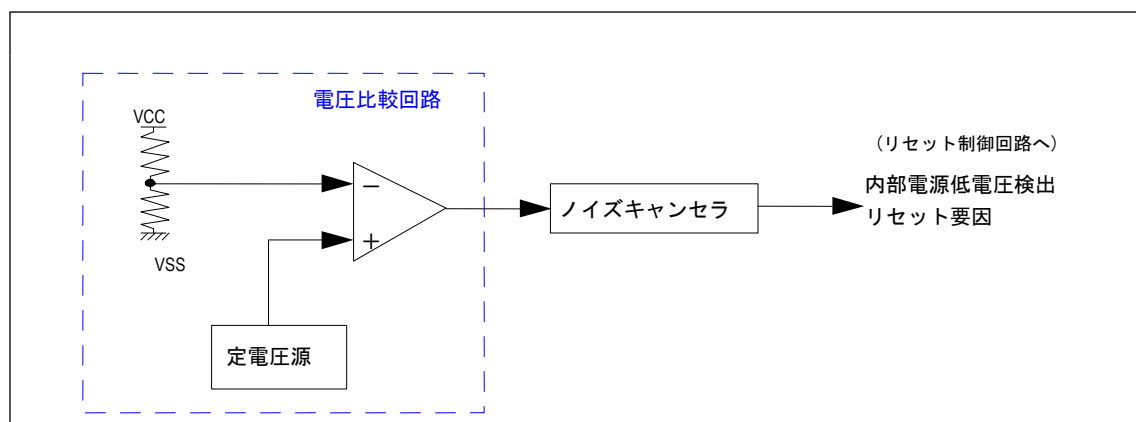 電圧比較回路
VCC
(リセット制御回路へ)
－
内部電源低電圧検出
ノイズキャンセラ
リセット要因
＋
VSS
定電圧源